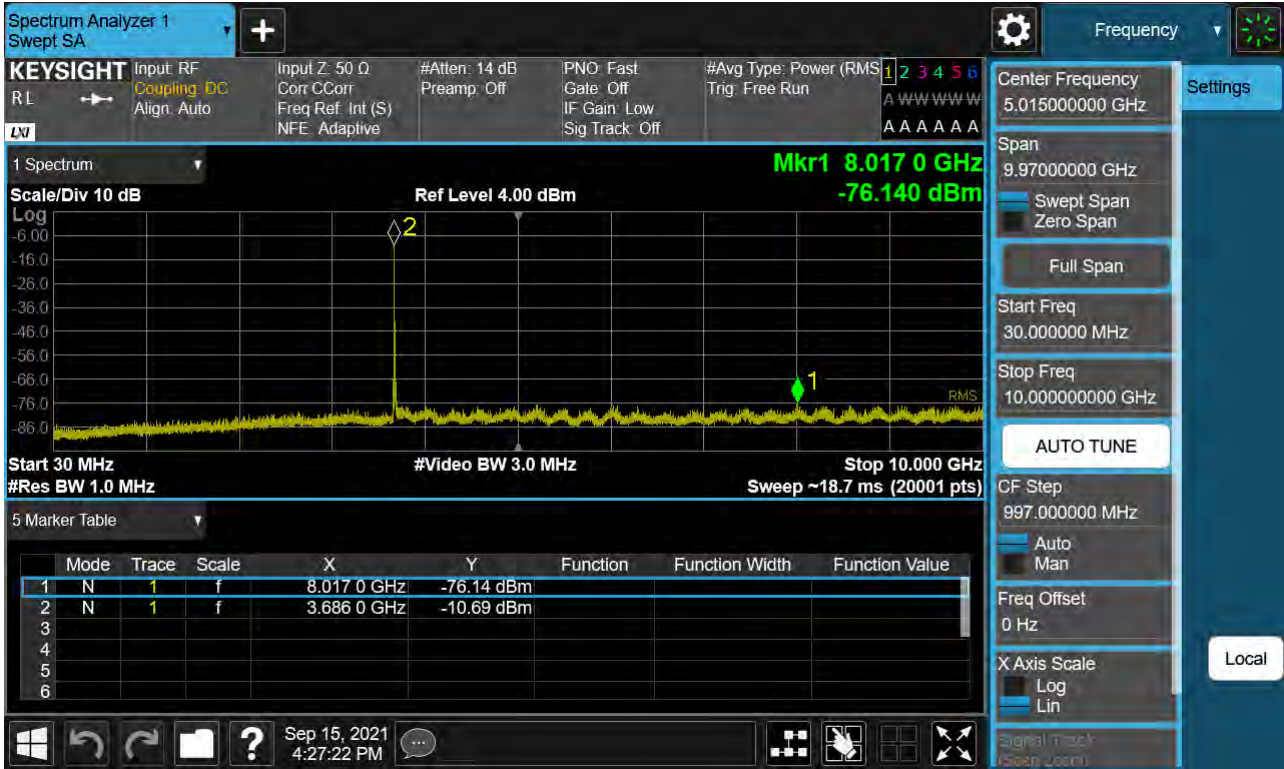 Spectrum Analyzer 1
Swept SA
Frequency
KEYSIGHT
R L
LXI
Input: RF
Coupling: DC
Align: Auto
Input Z: 50 Ω
Corr CCorr
Freq Ref: Int (S)
NFE: Adaptive
#Atten: 14 dB
Preamp: Off
PNO: Fast
Gate: Off
IF Gain: Low
Sig Track: Off
#Avg Type: Power (RMS
Trig: Free Run
1 2 3 4 5 6
A W W W W W
A A A A A A
1 Spectrum
Mkr1 8.017 0 GHz
Scale/Div 10 dB
Ref Level 4.00 dBm
-76.140 dBm
Log
-6.00
-16.0
-26.0
-36.0
-46.0
-56.0
-66.0
-76.0
-86.0
2
1
RMS
Start 30 MHz
#Video BW 3.0 MHz
Stop 10.000 GHz
#Res BW 1.0 MHz
Sweep ~18.7 ms (20001 pts)
5 Marker Table
Mode Trace Scale X Y Function Function Width Function Value
1 N 1 f 8.017 0 GHz -76.14 dBm
2 N 1 f 3.686 0 GHz -10.69 dBm
3
4
5
6
Sep 15, 2021
4:27:22 PM
Center Frequency
5.015000000 GHz
Span
9.97000000 GHz
Swept Span
Zero Span
Full Span
Start Freq
30.000000 MHz
Stop Freq
10.000000000 GHz
AUTO TUNE
CF Step
997.000000 MHz
Auto
Man
Freq Offset
0 Hz
X Axis Scale
Log
Lin
Signal Track
(Span Zoom)
Settings
Local